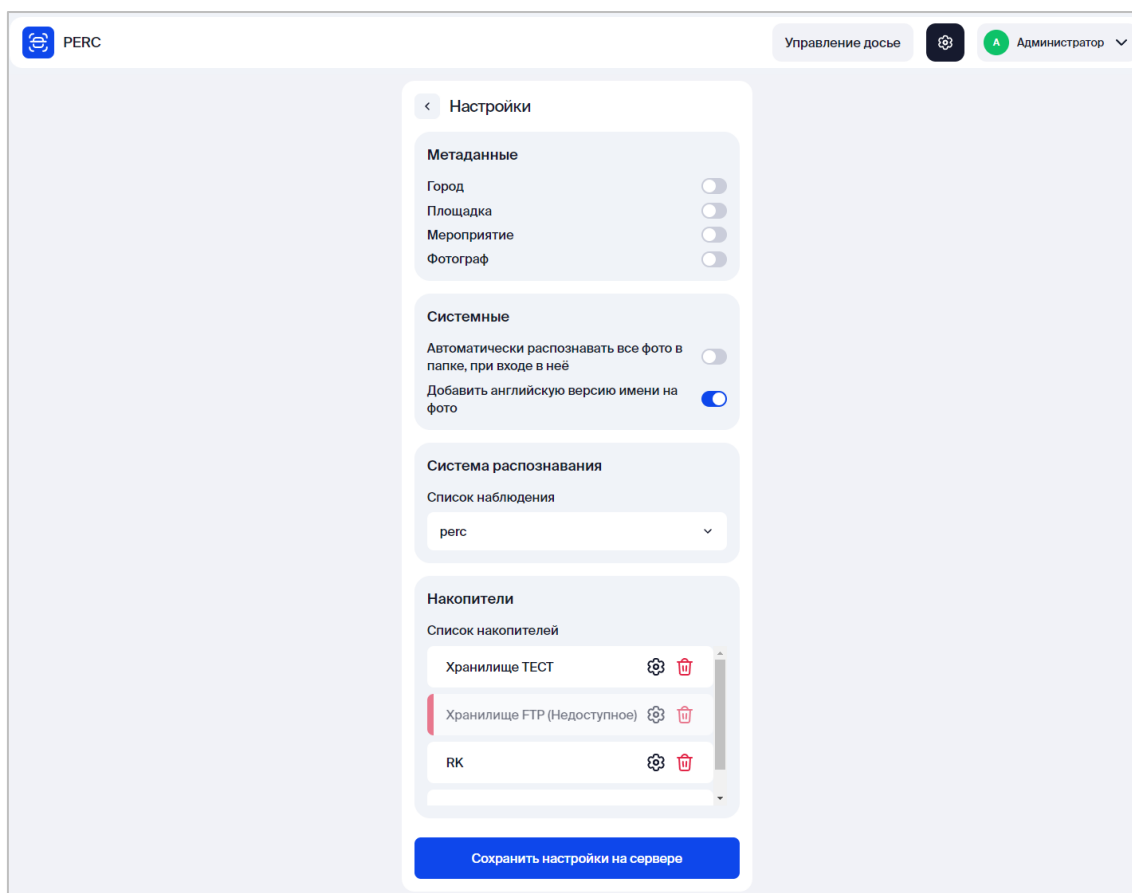 PERC
Управление досье
А Администратор
Настройки
Метаданные
Город
Площадка
Мероприятие
Фотограф
Системные
Автоматически распознавать все фото в
папке, при входе в неё
Добавить английскую версию имени на
фото
Система распознавания
Список наблюдения
perc
Накопители
Список накопителей
Хранилище ТЕСТ
Хранилище FTP (Недоступное)
RK
Сохранить настройки на сервере